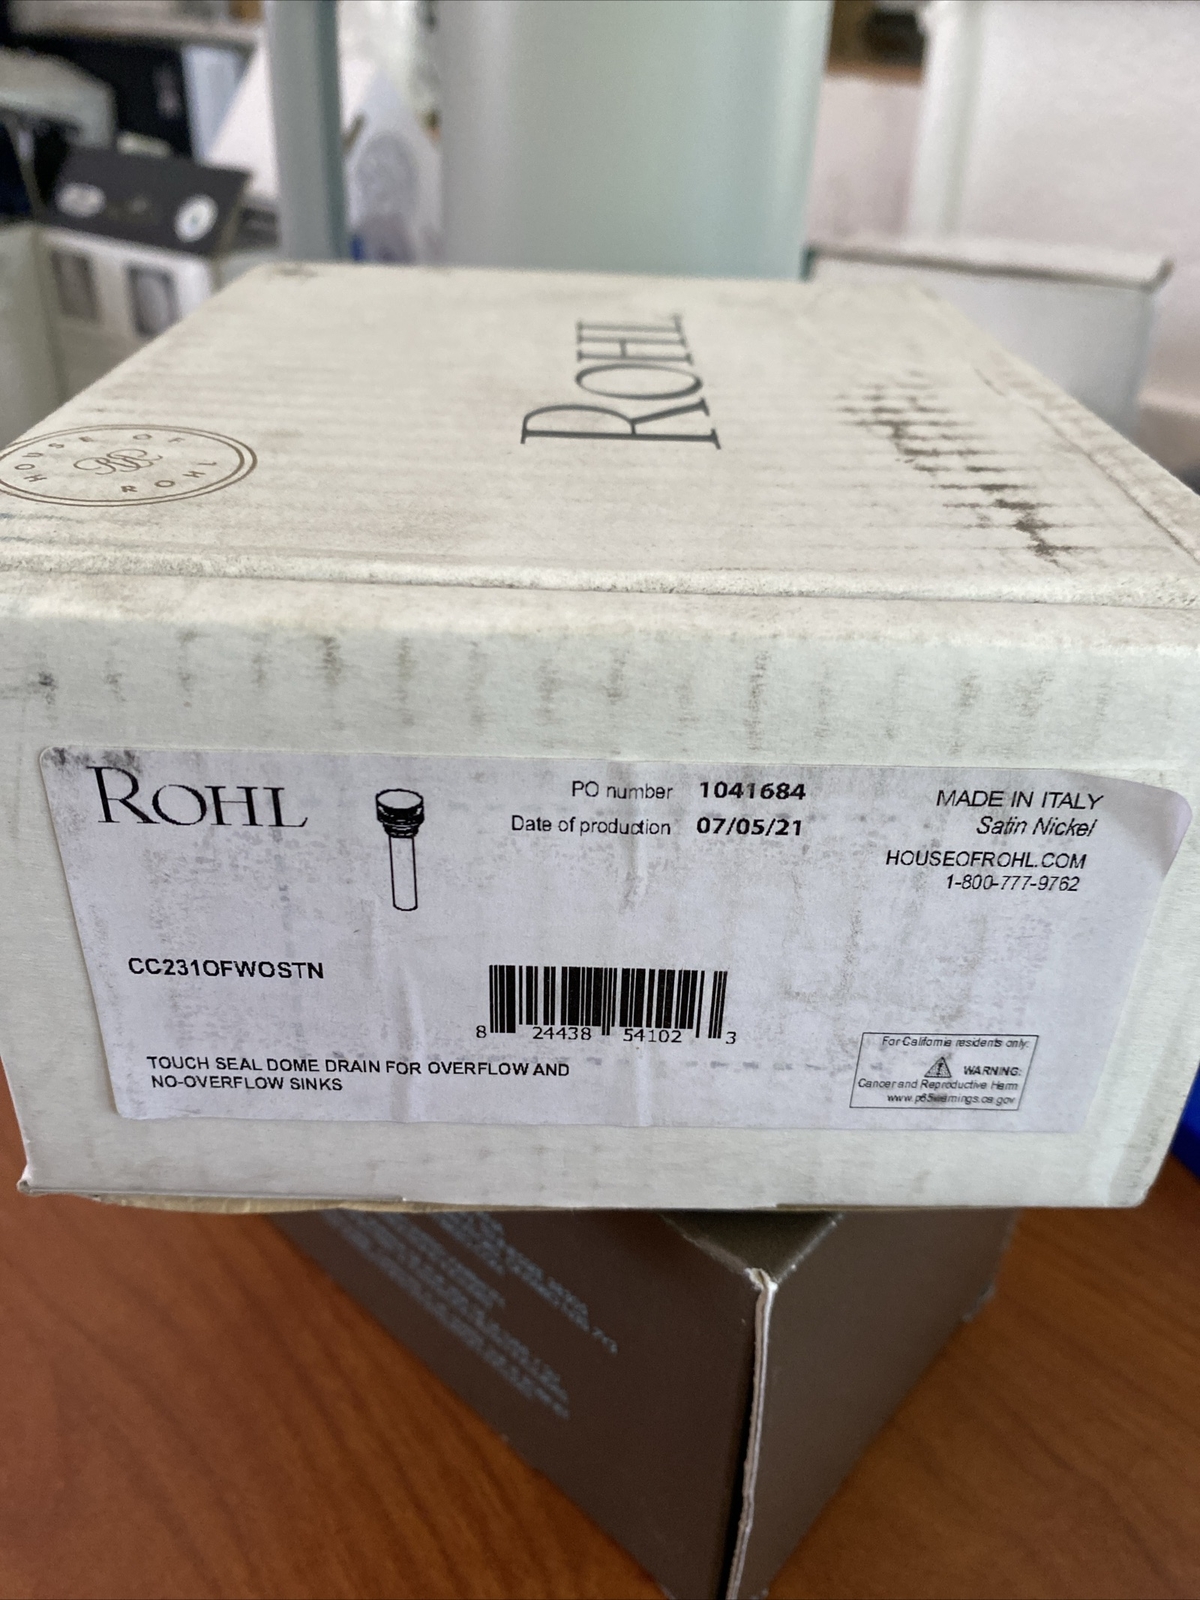 ROHL
HOUSE OF ROHL
ROHL
PO number 1041684
Date of production 07/05/21
MADE IN ITALY
Satin Nickel
HOUSEOFROHL.COM
1-800-777-9762
CC231OFWOSTN
8 24438 54102 3
TOUCH SEAL DOME DRAIN FOR OVERFLOW AND
NO-OVERFLOW SINKS
For California residents only:
WARNING:
Cancer and Reproductive Harm
www.p65warnings.ca.gov